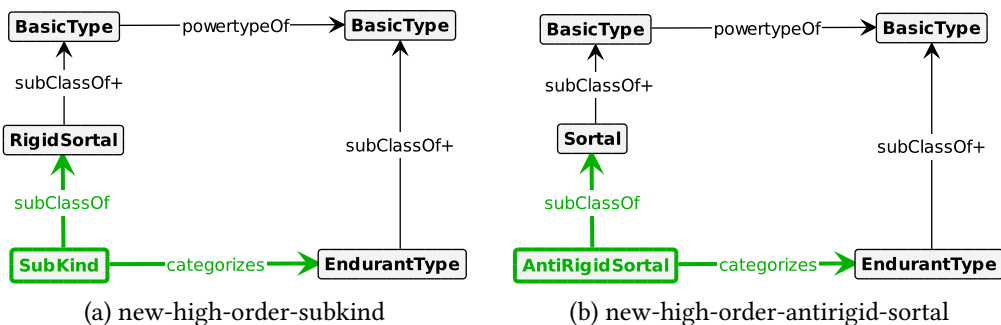 BasicType powertypeOf BasicType
subClassOf+
RigidSortal
subClassOf+
subClassOf
SubKind categorizes EndurantType
(a) new-high-order-subkind
BasicType powertypeOf BasicType
subClassOf+
Sortal
subClassOf+
subClassOf
AntiRigidSortal categorizes EndurantType
(b) new-high-order-antirigid-sortal